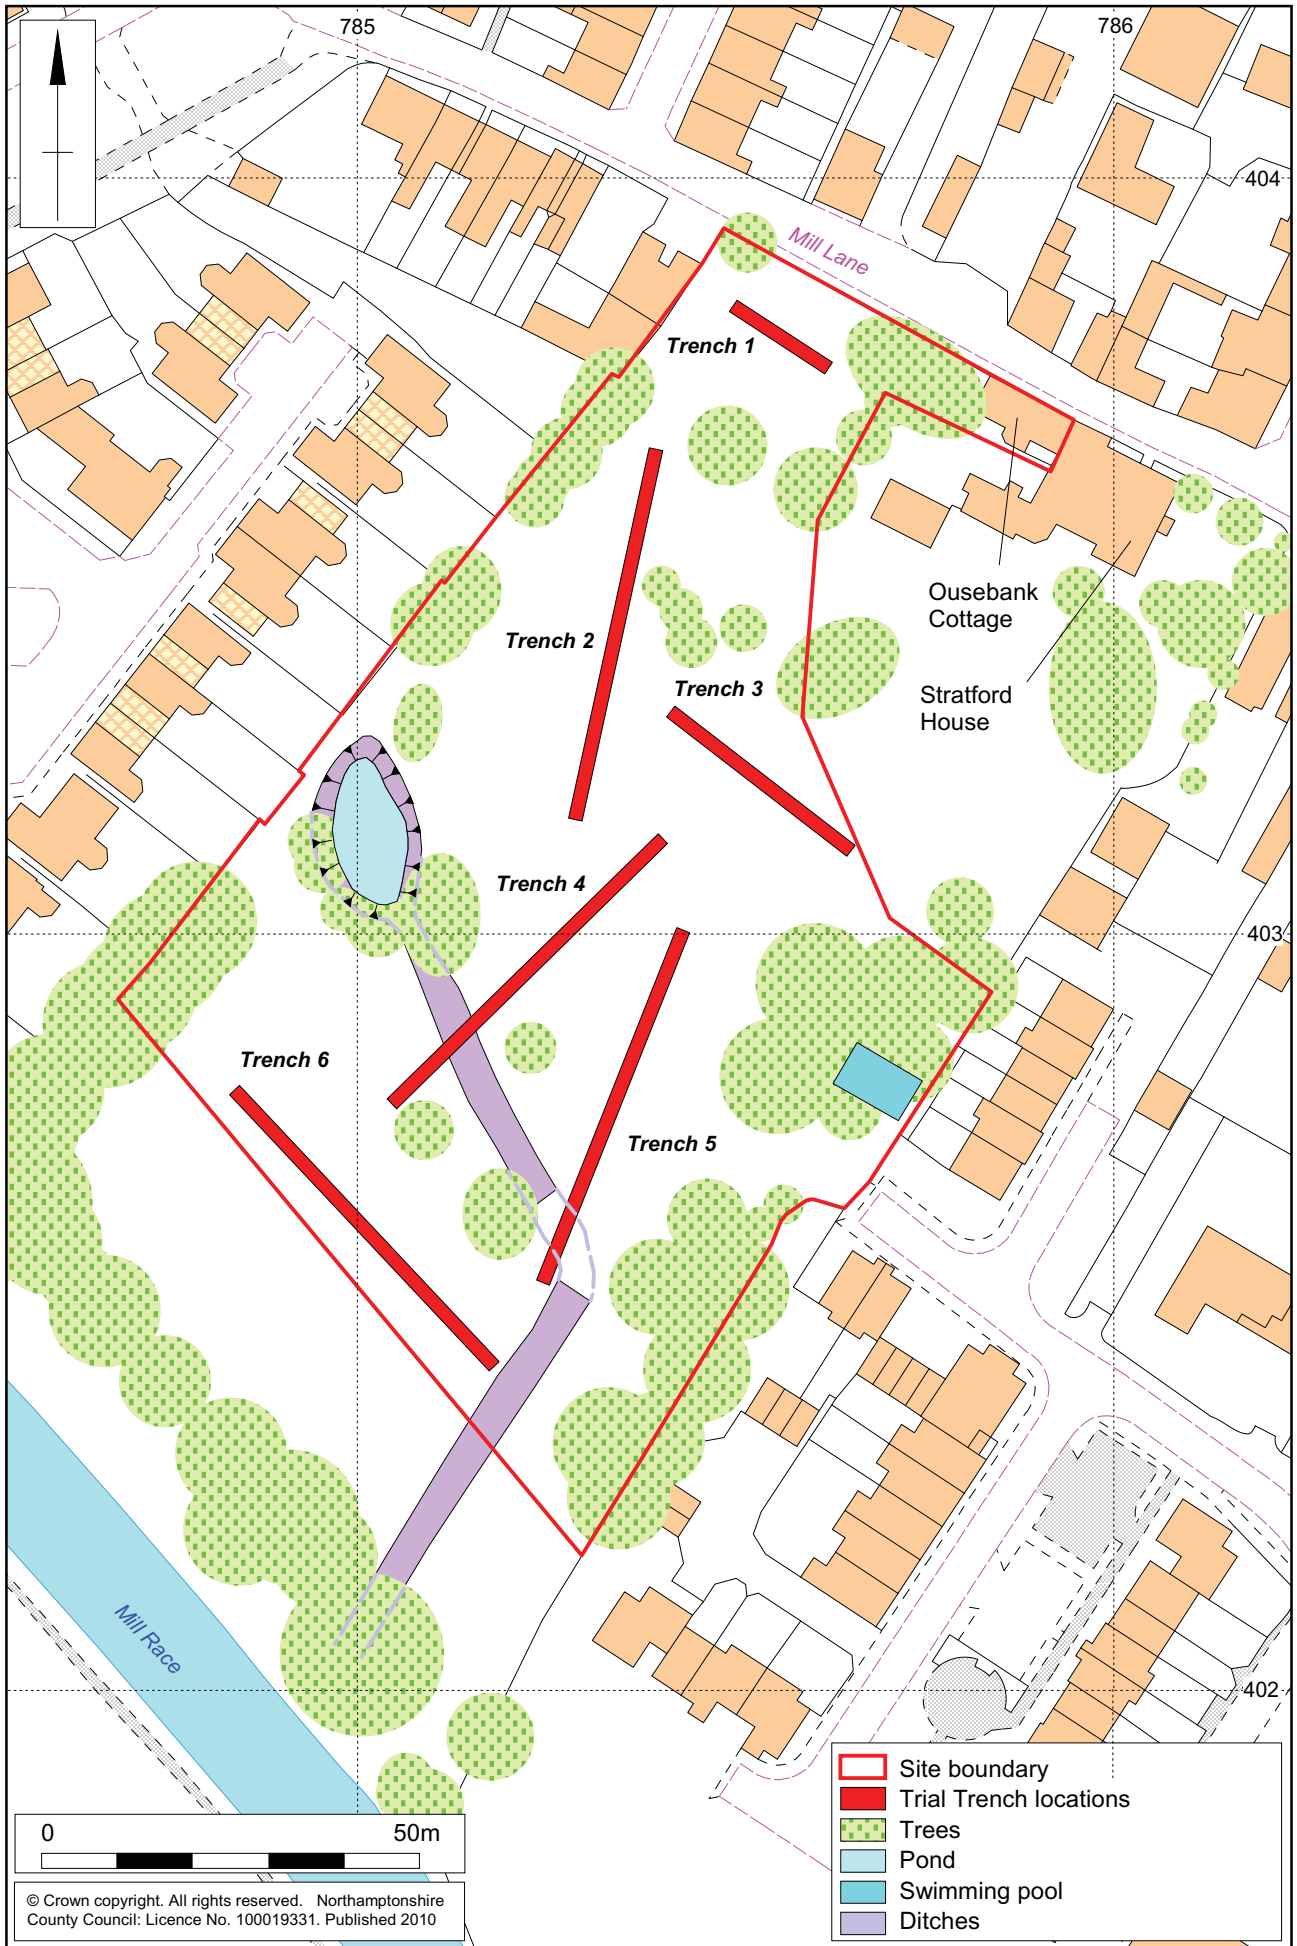 785
786
404
Mill Lane
Trench 1
Ousebank
Cottage
Trench 2
Trench 3
Stratford
House
Trench 4
403
Trench 6
Trench 5
Mill Race
402
Site boundary
Trial Trench locations
Trees
Pond
Swimming pool
Ditches
0 50m
© Crown copyright. All rights reserved. Northamptonshire
County Council: Licence No. 100019331. Published 2010